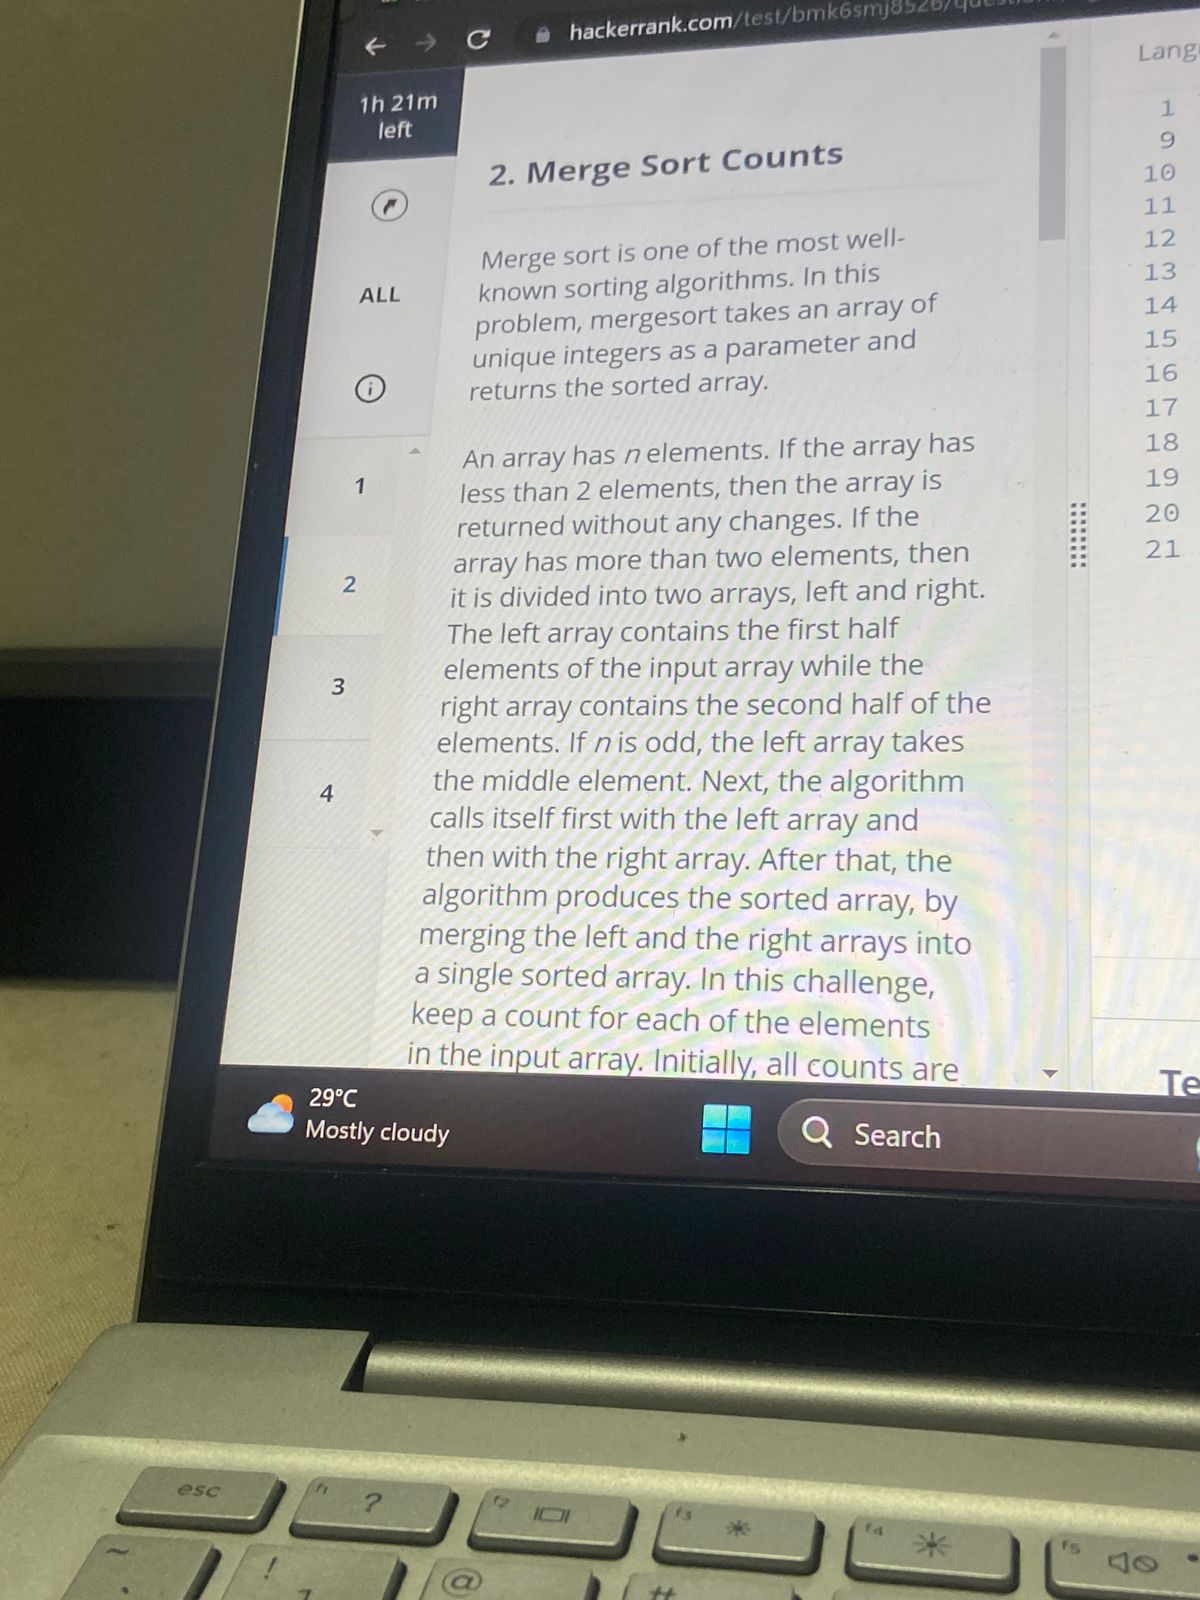 hackerrank.com/test/bmk6smj8526/
1h 21m
left
Lang
2. Merge Sort Counts
ALL
i
1
2
3
4
Merge sort is one of the most well-
known sorting algorithms. In this
problem, mergesort takes an array of
unique integers as a parameter and
returns the sorted array.
An array has n elements. If the array has
less than 2 elements, then the array is
returned without any changes. If the
array has more than two elements, then
it is divided into two arrays, left and right.
The left array contains the first half
elements of the input array while the
right array contains the second half of the
elements. If n is odd, the left array takes
the middle element. Next, the algorithm
calls itself first with the left array and
then with the right array. After that, the
algorithm produces the sorted array, by
merging the left and the right arrays into
a single sorted array. In this challenge,
keep a count for each of the elements
in the input array. Initially, all counts are
1
9
10
11
12
13
14
15
16
17
18
19
20
21
Te
29°C
Mostly cloudy
Search
esc
f1 ?
f2
f3
f4
f5
~
!
@
#